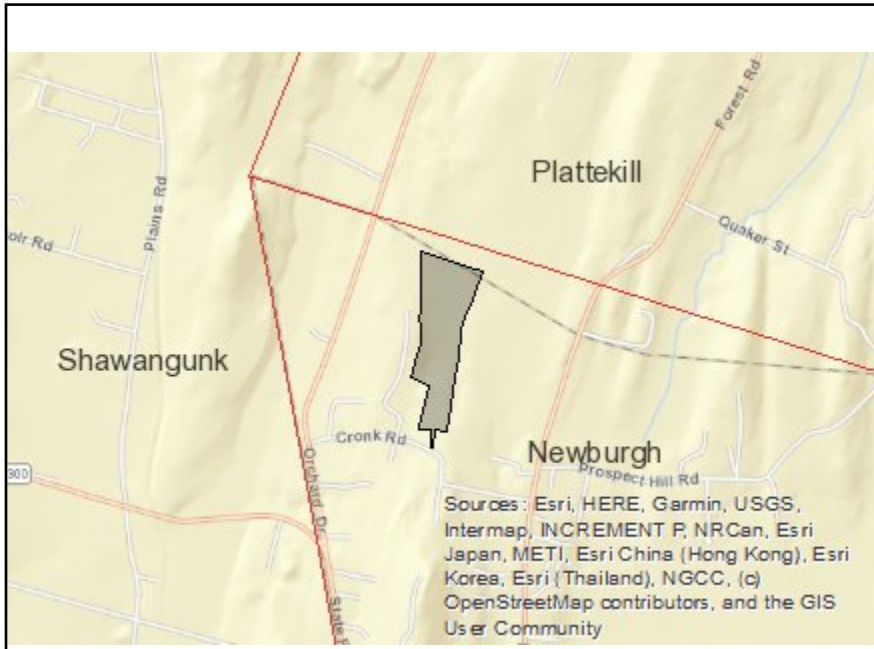 Forest Rd
Plattekill
Plains Rd
Quaker St
Shawangunk
Cronk Rd
Newburgh
300
Orchard Dr
Prospect Hill Rd
Sources: Esri, HERE, Garmin, USGS,
Intermap, INCREMENT P, NRCan, Esri
Japan, METI, Esri China (Hong Kong), Esri
Korea, Esri (Thailand), NGCC, (c)
OpenStreetMap contributors, and the GIS
User Community
State